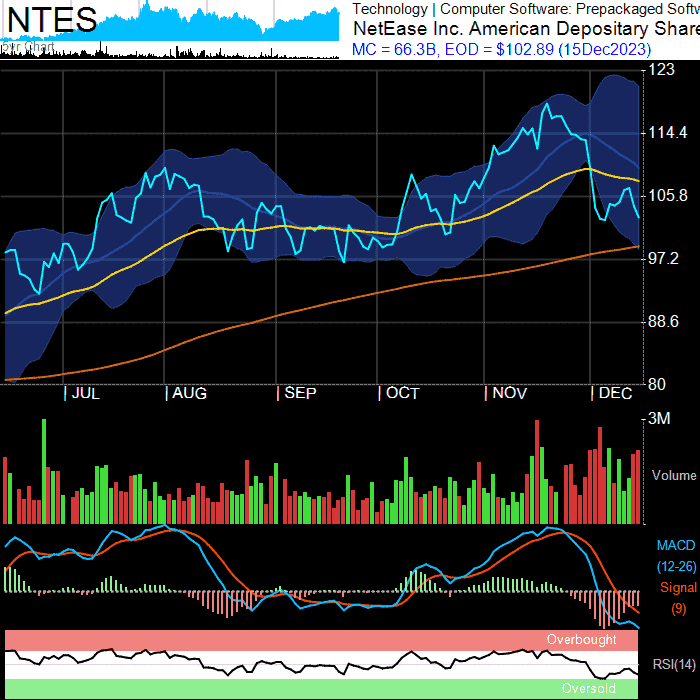 NTES
Technology | Computer Software: Prepackaged Softw
NetEase Inc. American Depositary Share
MC = 66.3B, EOD = $102.89 (15Dec2023)
Chart
123
114.4
105.8
97.2
88.6
80
JUL AUG SEP OCT NOV DEC
3M
Volume
MACD
(12-26)
Signal
(9)
Overbought
RSI(14)
Oversold